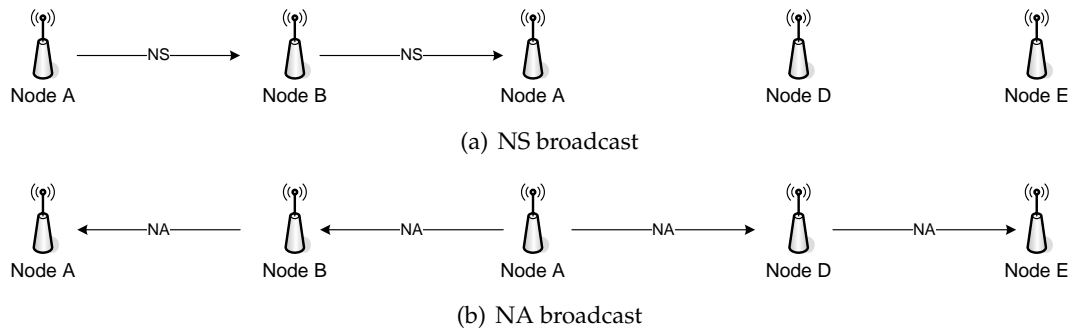 NS NS
Node A Node B Node A Node D Node E
(a) NS broadcast
NA NA NA NA
Node A Node B Node A Node D Node E
(b) NA broadcast